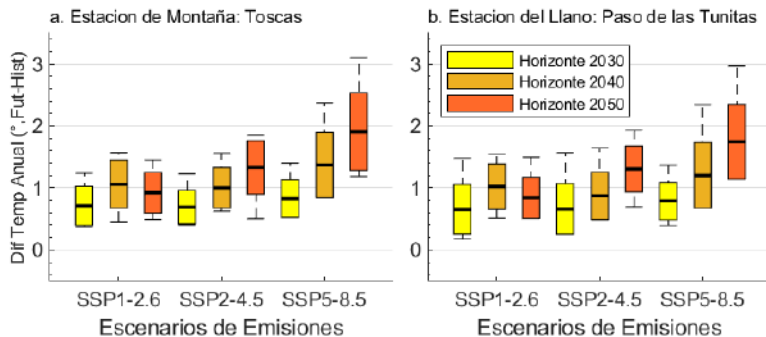 a. Estacion de Montaña: Toscas
b. Estacion del Llano: Paso de las Tunitas
Dif Temp Anual (°,Fut-Hist)
3
2
1
0
SSP1-2.6 SSP2-4.5 SSP5-8.5
Escenarios de Emisiones
Horizonte 2030
Horizonte 2040
Horizonte 2050
3
2
1
0
SSP1-2.6 SSP2-4.5 SSP5-8.5
Escenarios de Emisiones